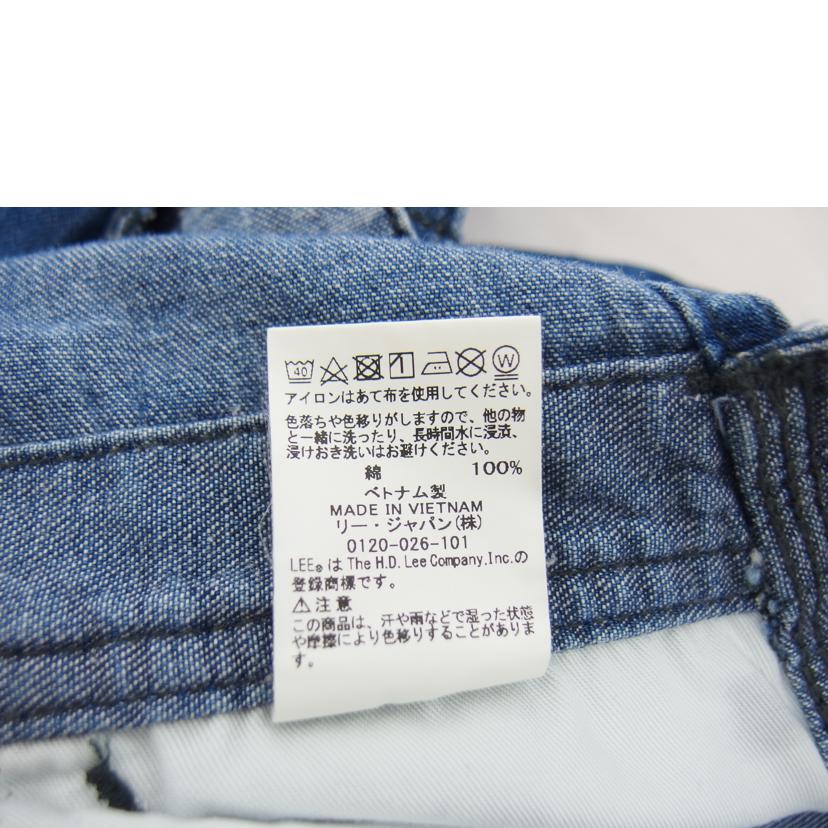 40 W
アイロンはあて布を使用してください。
色落ちや色移りがしますので、他の物
と一緒に洗ったり、長時間水に浸漬、
浸けおき洗いはお避けください。
綿 100%
ベトナム製
MADE IN VIETNAM
リー・ジャパン(株)
0120-026-101
LEE® は The H.D. Lee Company, Inc. の
登録商標です。
⚠注意
この商品は、汗や雨などで湿った状態
や摩擦により色移りすることがありま
す。